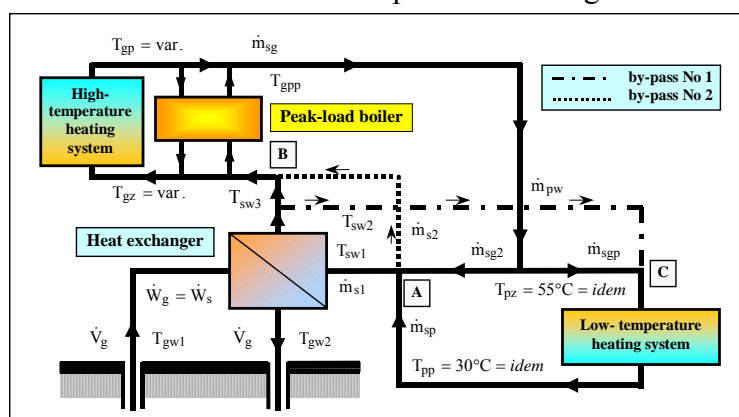 T_gp = var.
ṁ_sg
T_gpp
High-
temperature
heating
system
Peak-load boiler
by-pass No 1
by-pass No 2
B
T_gz = var.
T_sw3
ṁ_pw
T_sw2
ṁ_s2
Heat exchanger
T_sw1
ṁ_sg2
ṁ_sgp
C
Ẇ_g = Ẇ_s
ṁ_s1
A
T_pz = 55°C = idem
V̇_g
T_gw1
V̇_g
T_gw2
ṁ_sp
Low- temperature
heating system
T_pp = 30°C = idem